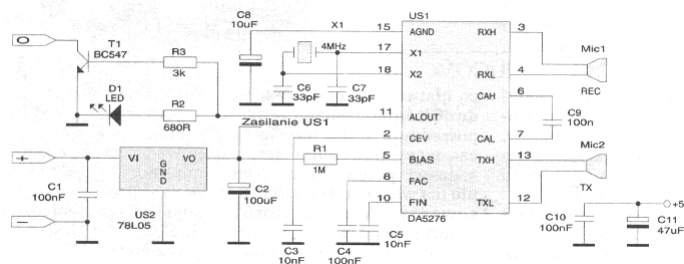 C8
10uF
X1
15
US1
AGND
RXH
3
Mic1
O
T1
BC547
R3
3k
4MHz
17
X1
18
X2
RXL
4
REC
C6
33pF
C7
33pF
CAH
6
D1
LED
R2
680R
11
ALOUT
C9
100n
Zasilanie US1
2
CEV
CAL
7
Mic2
+
VI
VO
GND
R1
1M
5
BIAS
TXH
13
C1
100nF
C2
100uF
8
FAC
TX
10
FIN
TXL
12
+5
–
US2
78L05
DA5276
C3
10nF
C4
100nF
C5
10nF
C10
100nF
C11
47uF